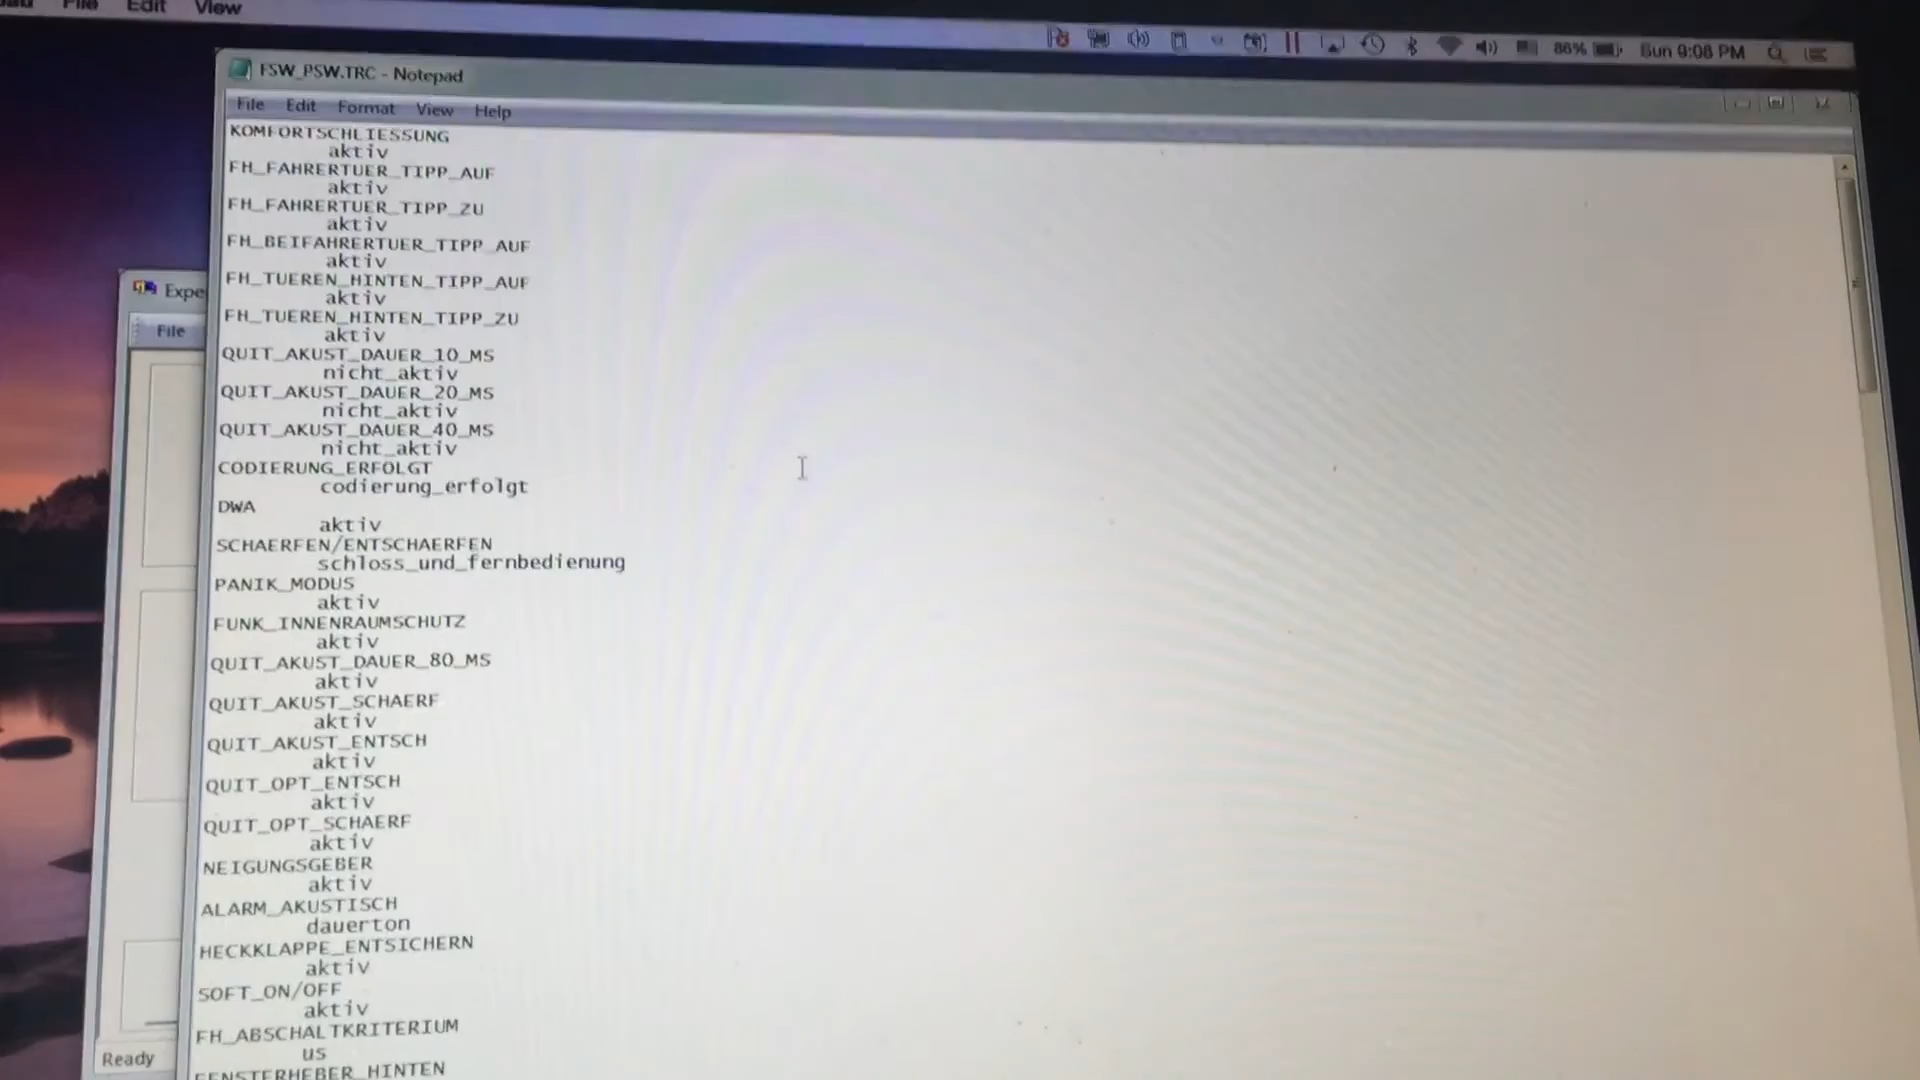 File Edit View
86% Sun 9:08 PM
FSW_PSW.TRC - Notepad
File Edit Format View Help
KOMFORTSCHLIESSUNG
aktiv
FH_FAHRERTUER_TIPP_AUF
aktiv
FH_FAHRERTUER_TIPP_ZU
aktiv
FH_BEIFAHRERTUER_TIPP_AUF
aktiv
FH_TUEREN_HINTEN_TIPP_AUF
aktiv
FH_TUEREN_HINTEN_TIPP_ZU
aktiv
QUIT_AKUST_DAUER_10_MS
nicht_aktiv
QUIT_AKUST_DAUER_20_MS
nicht_aktiv
QUIT_AKUST_DAUER_40_MS
nicht_aktiv
CODIERUNG_ERFOLGT
codierung_erfolgt
DWA
aktiv
SCHAERFEN/ENTSCHAERFEN
schloss_und_fernbedienung
PANIK_MODUS
aktiv
FUNK_INNENRAUMSCHUTZ
aktiv
QUIT_AKUST_DAUER_80_MS
aktiv
QUIT_AKUST_SCHAERF
aktiv
QUIT_AKUST_ENTSCH
aktiv
QUIT_OPT_ENTSCH
aktiv
QUIT_OPT_SCHAERF
aktiv
NEIGUNGSGEBER
aktiv
ALARM_AKUSTISCH
dauerton
HECKKLAPPE_ENTSICHERN
aktiv
SOFT_ON/OFF
aktiv
FH_ABSCHALTKRITERIUM
us
FENSTERHEBER_HINTEN
Expe
File
Ready